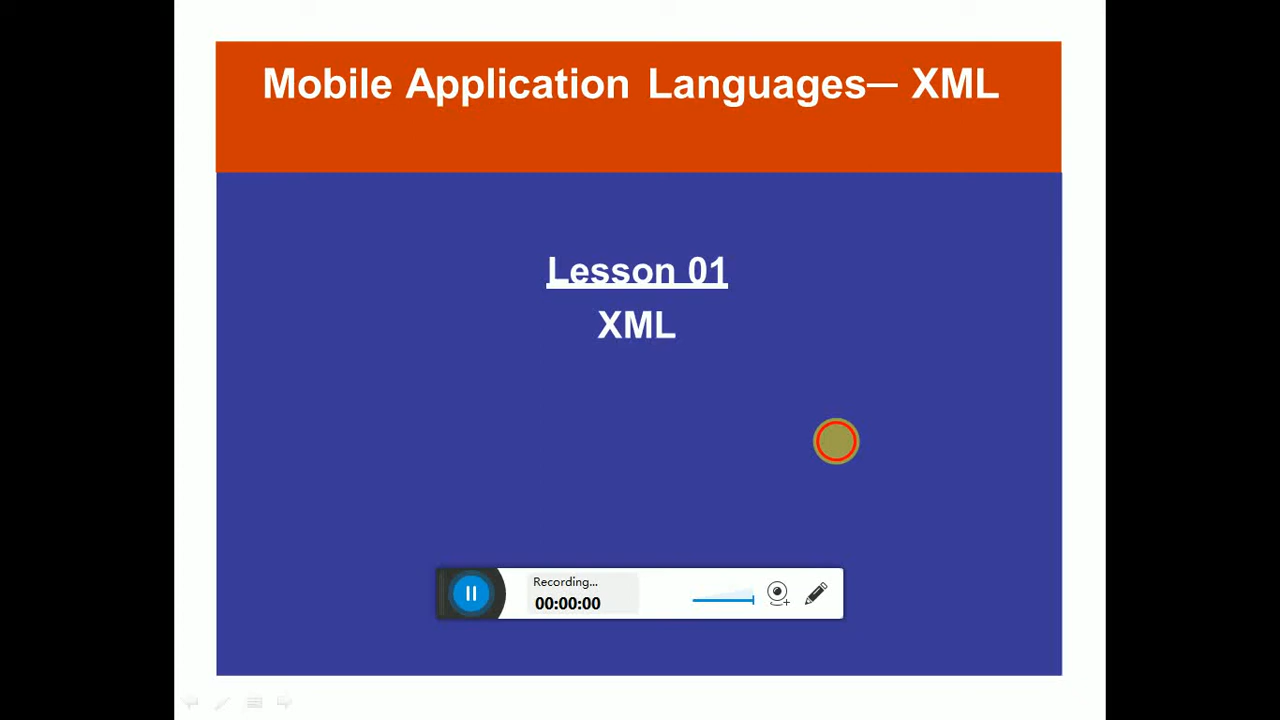 Mobile Application Languages— XML
Lesson 01
XML
Recording...
00:00:00